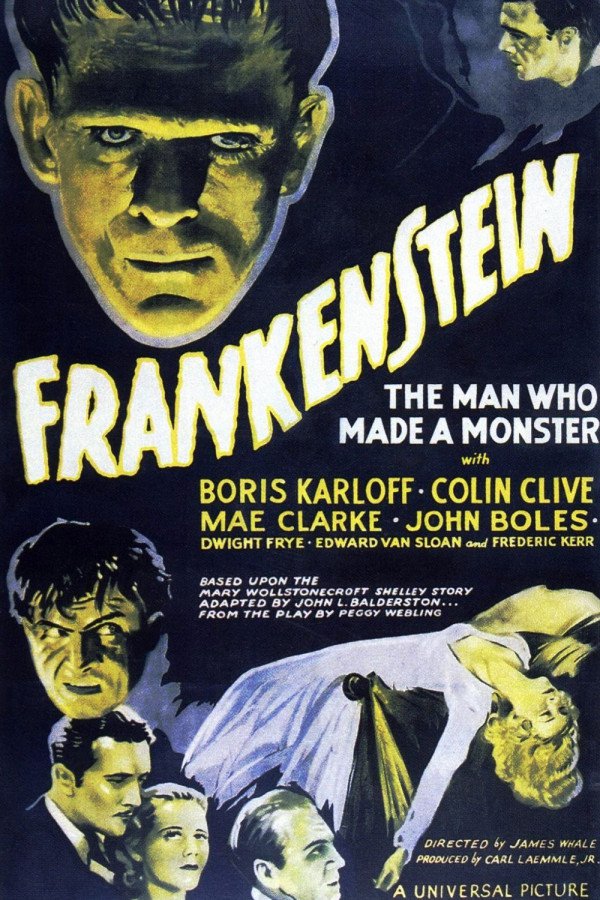 FRANKENSTEIN
THE MAN WHO
MADE A MONSTER
with
BORIS KARLOFF · COLIN CLIVE
MAE CLARKE · JOHN BOLES ·
DWIGHT FRYE · EDWARD VAN SLOAN and FREDERIC KERR
BASED UPON THE
MARY WOLLSTONECROFT SHELLEY STORY
ADAPTED BY JOHN L. BALDERSTON...
FROM THE PLAY BY PEGGY WEBLING
DIRECTED BY JAMES WHALE
PRODUCED BY CARL LAEMMLE, JR.
A UNIVERSAL PICTURE